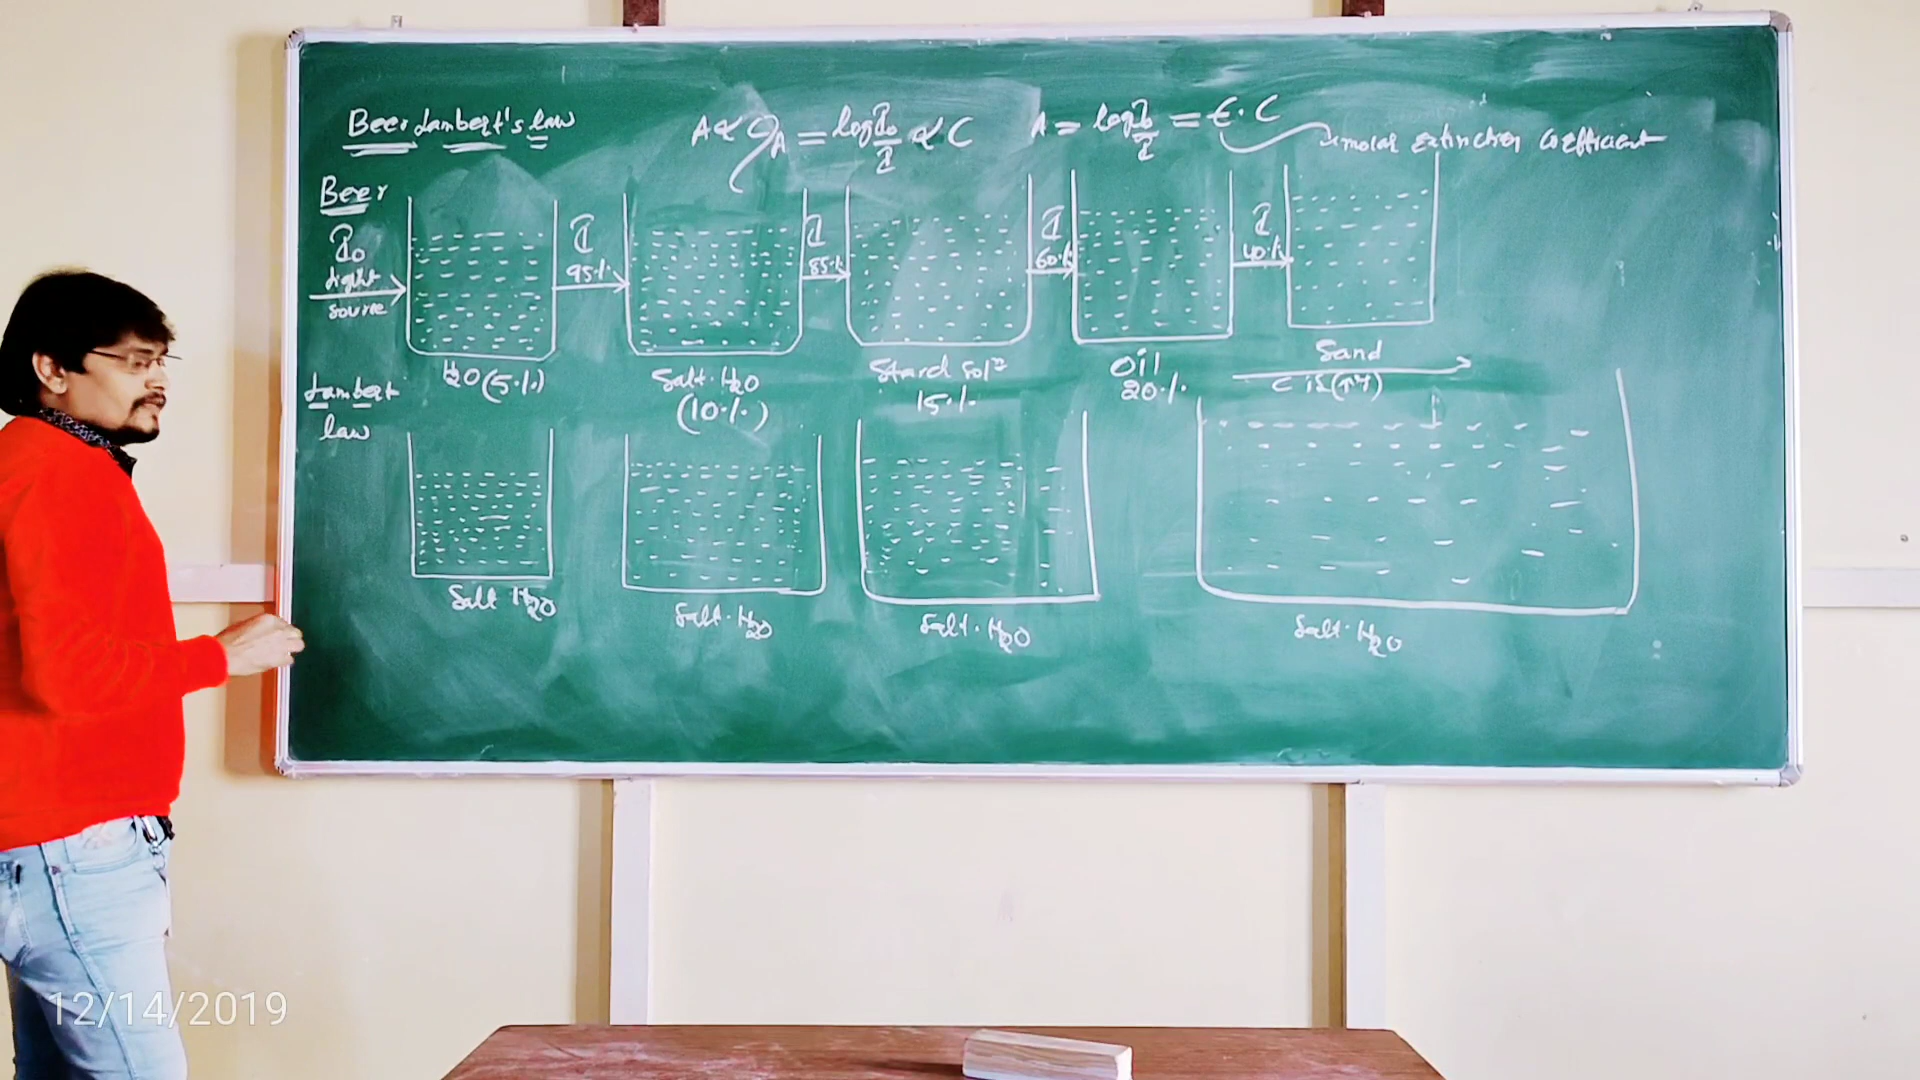 Beer Lambert's law
A ∝ C, A = log I₀/I ∝ C
A = log I₀/I = ε · C
molar extinction coefficient
Beer
I₀
Light
source
I
95%
I
85%
I
60%
I
40%
H₂O (5%)
Salt · H₂O
(10%)
Starch Solⁿ
15%
Oil
20%
Sand
Lambert
law
Salt H₂O
Salt · H₂O
Salt · H₂O
Salt · H₂O
12/14/2019